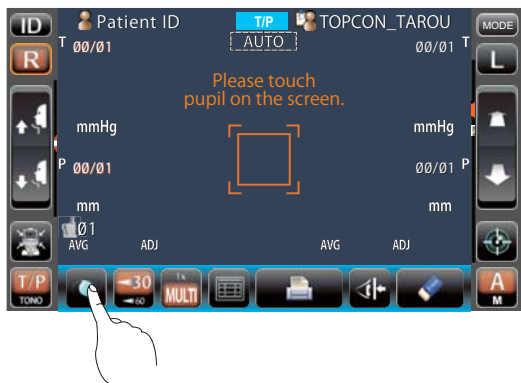 ID
Patient ID
T/P
TOPCON_TAROU
MODE
AUTO
R
T 00/01
00/01 T
L
Please touch
pupil on the screen.
mmHg
mmHg
P 00/01
00/01 P
mm
mm
01
AVG ADJ
AVG ADJ
T/P
TONO
30
60
1x
MULTI
A
M